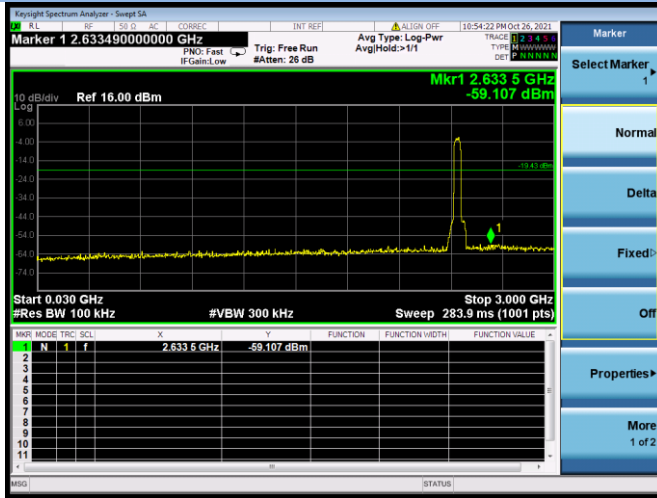 Keysight Spectrum Analyzer - Swept SA
RL RF 50 Ω AC CORREC INT REF ALIGN OFF 10:54:22 PM Oct 26, 2021
Marker 1 2.633490000000 GHz
PNO: Fast
IFGain:Low
Trig: Free Run
#Atten: 26 dB
Avg Type: Log-Pwr
Avg|Hold:>1/1
TRACE 1 2 3 4 5 6
TYPE M WWWWW
DET P NNNNN
Mkr1 2.633 5 GHz
-59.107 dBm
10 dB/div Ref 16.00 dBm
Log
6.00
-4.00
-14.0
-19.43 dBm
-24.0
-34.0
-44.0
-54.0
1
-64.0
-74.0
Start 0.030 GHz Stop 3.000 GHz
#Res BW 100 kHz #VBW 300 kHz Sweep 283.9 ms (1001 pts)
MKR MODE TRC SCL X Y FUNCTION FUNCTION WIDTH FUNCTION VALUE
1 N 1 f 2.633 5 GHz -59.107 dBm
2
3
4
5
6
7
8
9
10
11
MSG STATUS
Marker
Select Marker
1
Normal
Delta
Fixed
Off
Properties
More
1 of 2